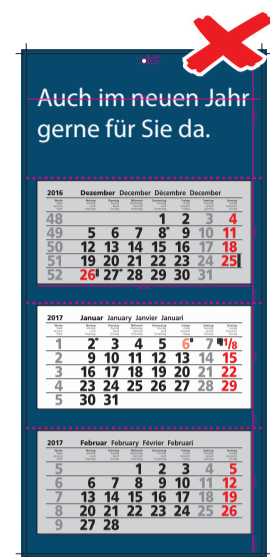 Auch im neuen Jahr
gerne für Sie da.
2016 Dezember December Décembre December
48 1 2 3 4
49 5 6 7 8 9 10 11
50 12 13 14 15 16 17 18
51 19 20 21 22 23 24 25
52 26 27 28 29 30 31
2017 Januar January Janvier Januari
1 2 3 4 5 6 7 1/8
2 9 10 11 12 13 14 15
3 16 17 18 19 20 21 22
4 23 24 25 26 27 28 29
5 30 31
2017 Februar February Février Februari
5 1 2 3 4 5
6 6 7 8 9 10 11 12
7 13 14 15 16 17 18 19
8 20 21 22 23 24 25 26
9 27 28